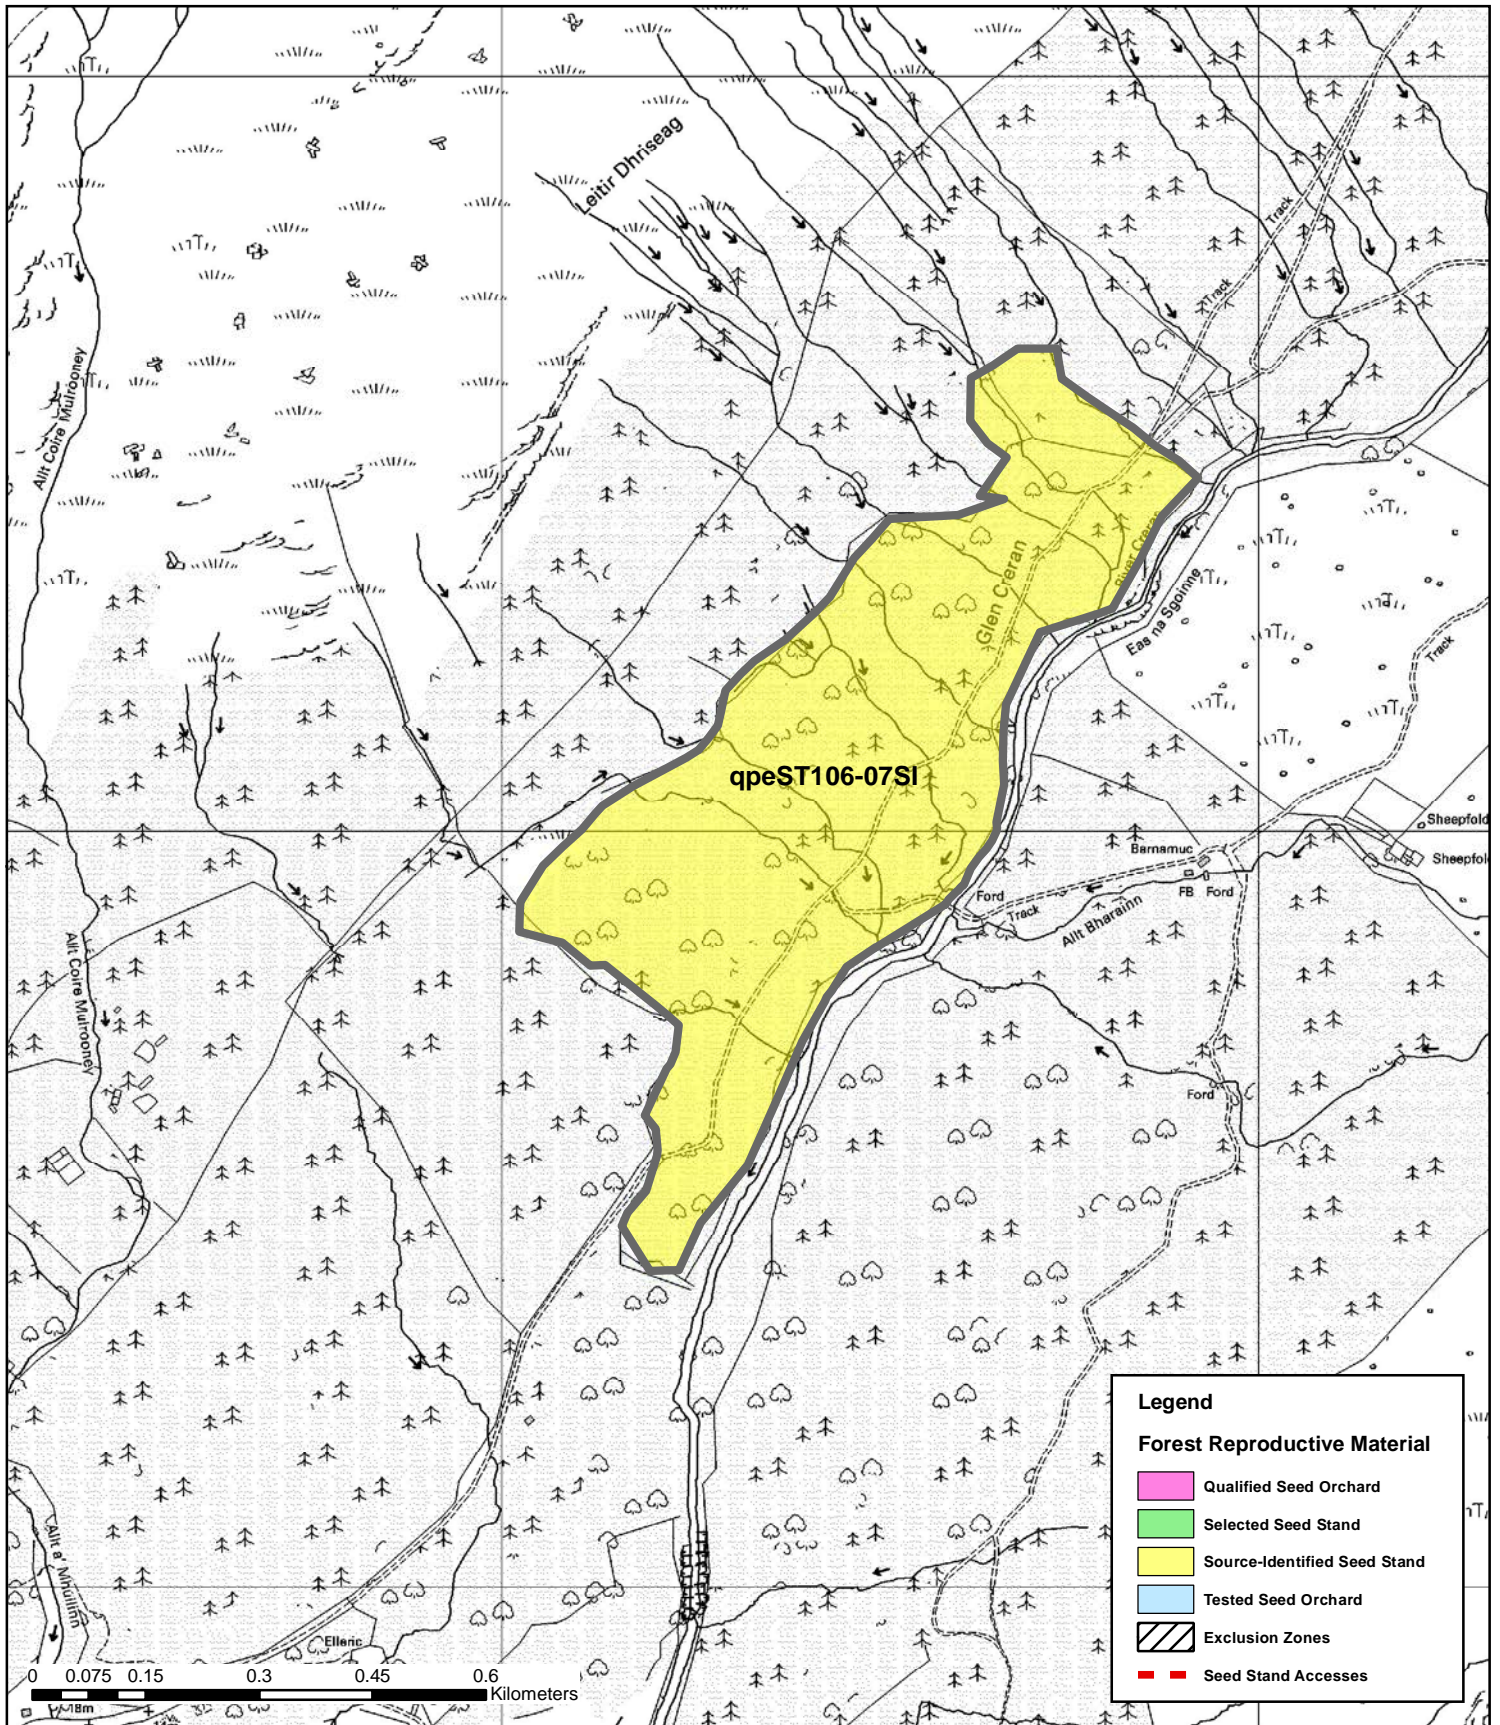 Leitir Dhriseag
Track
Track
Allt Coire Mulrooney
Glen Creran
River Creran
Eas na Sgoinne
Track
qpeST106-07SI
Sheepfold
Barnamuc
Sheepfol
FB Ford
Ford
Track
Allt Bharainn
Allt Coire Mulrooney
Ford
Legend
Forest Reproductive Material
Qualified Seed Orchard
Selected Seed Stand
Source-Identified Seed Stand
Tested Seed Orchard
Exclusion Zones
Seed Stand Accesses
Allt a' Mhuilinn
Elleric
0 0.075 0.15 0.3 0.45 0.6
Kilometers
18m